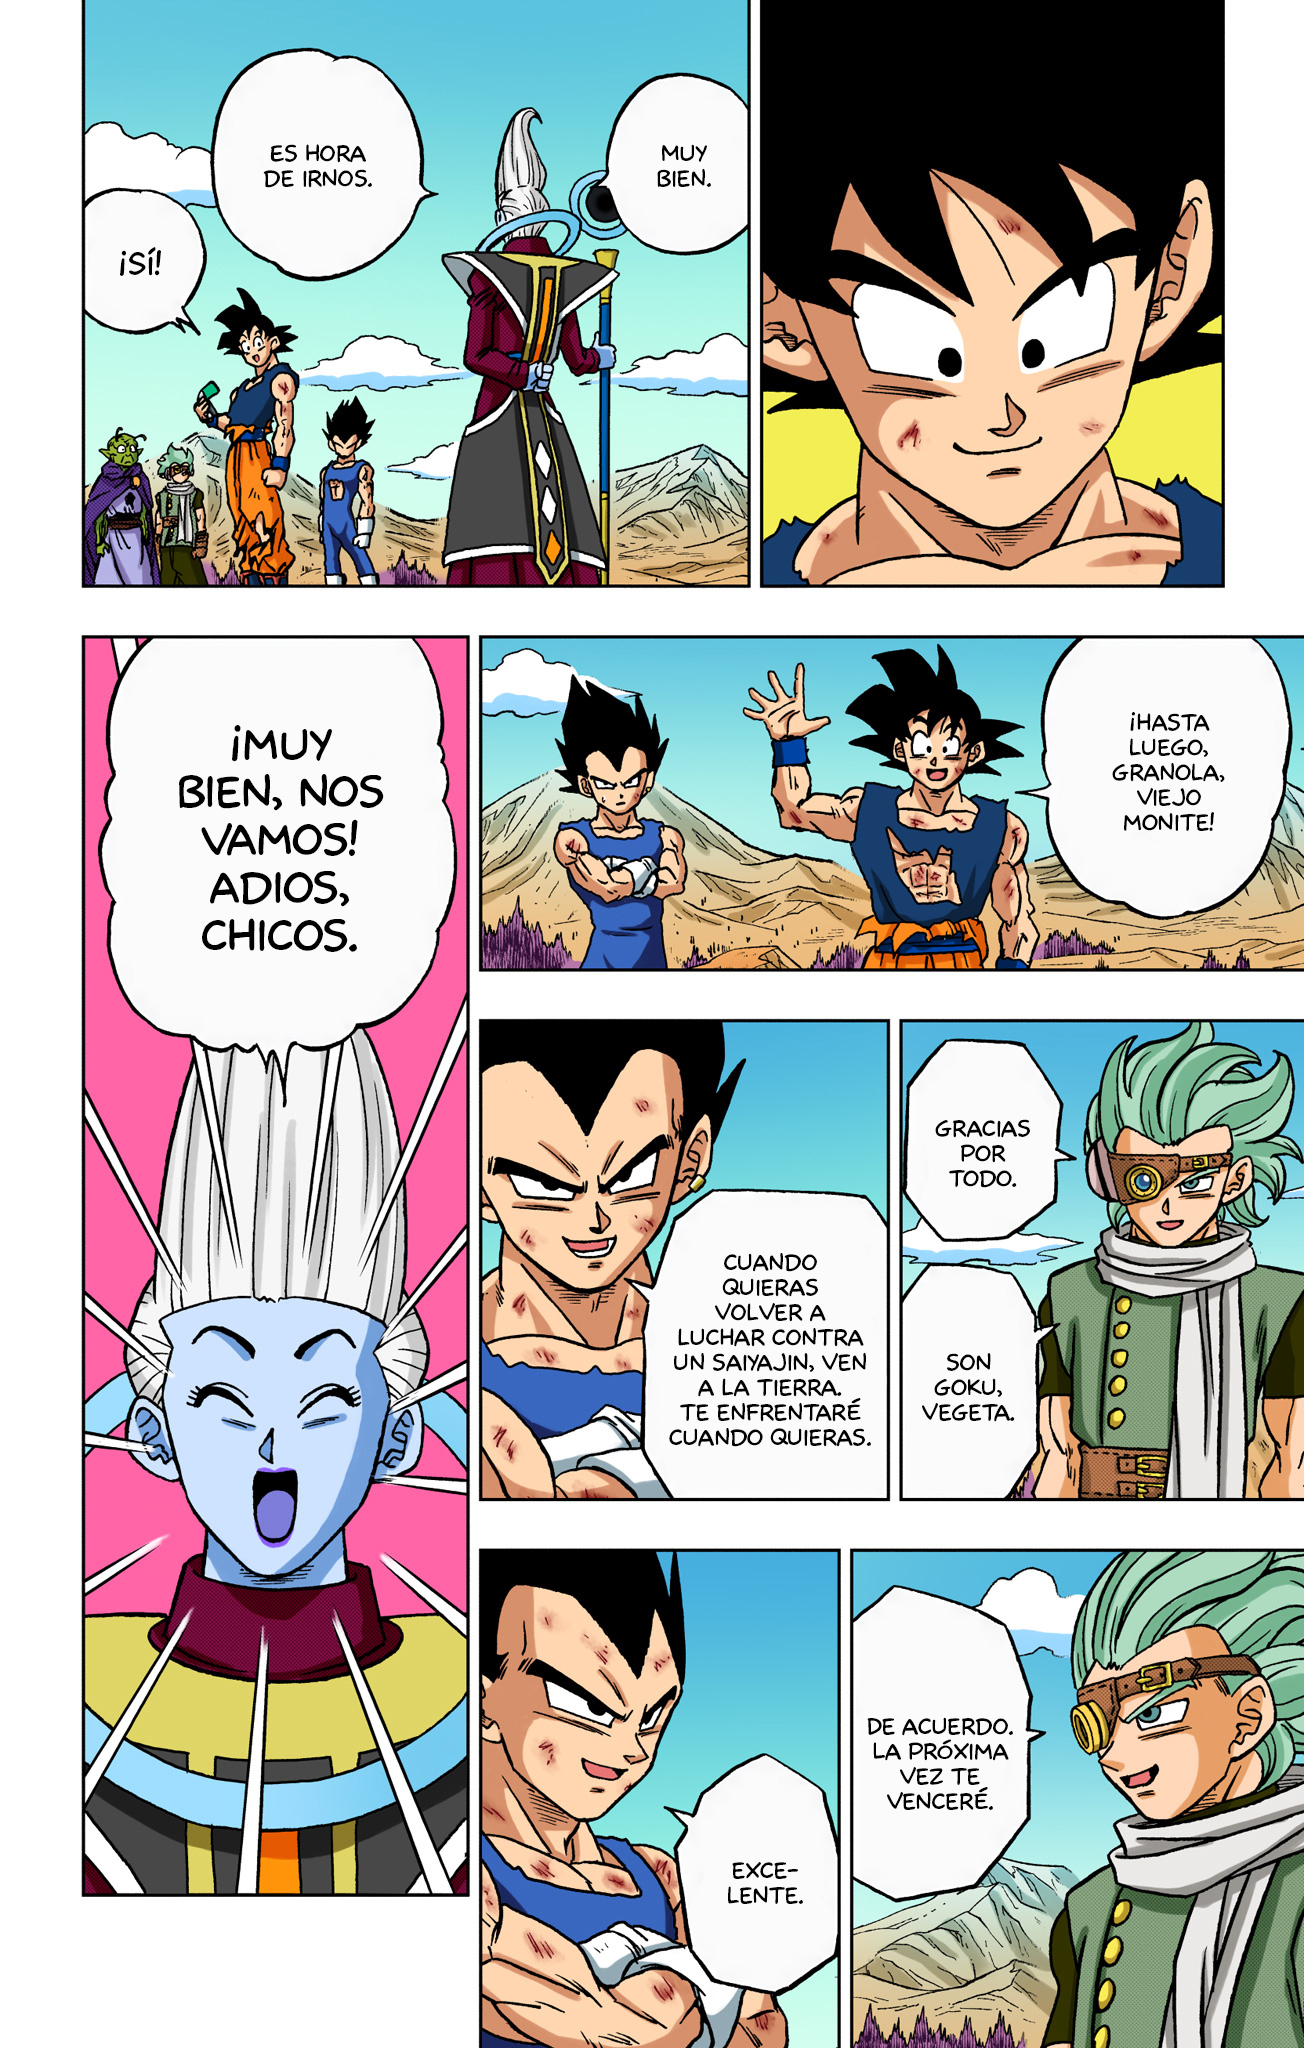 MUY
BIEN.
ES HORA
DE IRNOS.
¡SÍ!
¡HASTA
LUEGO,
GRANOLA,
VIEJO
MONITE!
GRACIAS
POR
TODO.
SON
GOKU,
VEGETA.
CUANDO
QUIERAS
VOLVER A
LUCHAR CONTRA
UN SAIYAJIN, VEN
A LA TIERRA.
TE ENFRENTARÉ
CUANDO QUIERAS.
DE ACUERDO.
LA PRÓXIMA
VEZ TE
VENCERÉ.
EXCE-
LENTE.
¡MUY
BIEN, NOS
VAMOS!
ADIOS,
CHICOS.